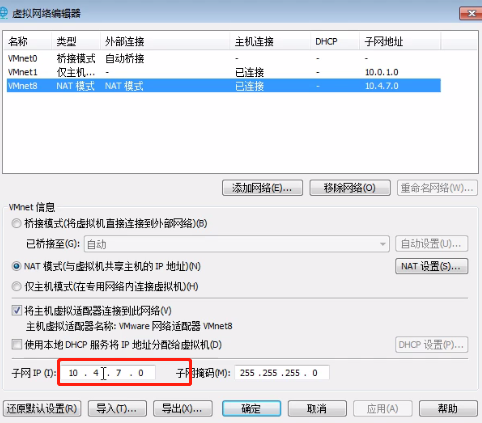 虚拟网络编辑器
名称 类型 外部连接 主机连接 DHCP 子网地址
VMnet0 桥接模式 自动桥接 - - -
VMnet1 仅主机... - 已连接 - 10.0.1.0
VMnet8 NAT 模式 NAT 模式 已连接 - 10.4.7.0
添加网络(E)... 移除网络(O) 重命名网络(W)...
VMnet 信息
桥接模式(将虚拟机直接连接到外部网络)(B)
已桥接至(G): 自动 自动设置(U)...
NAT 模式(与虚拟机共享主机的 IP 地址)(N) NAT 设置(S)...
仅主机模式(在专用网络内连接虚拟机)(H)
将主机虚拟适配器连接到此网络(V)
主机虚拟适配器名称: VMware 网络适配器 VMnet8
使用本地 DHCP 服务将 IP 地址分配给虚拟机(D) DHCP 设置(P)...
子网 IP (I): 10 . 4 . 7 . 0 子网掩码(M): 255 .255 .255 . 0
还原默认设置(R) 导入(T)... 导出(X)... 确定 取消 应用(A) 帮助